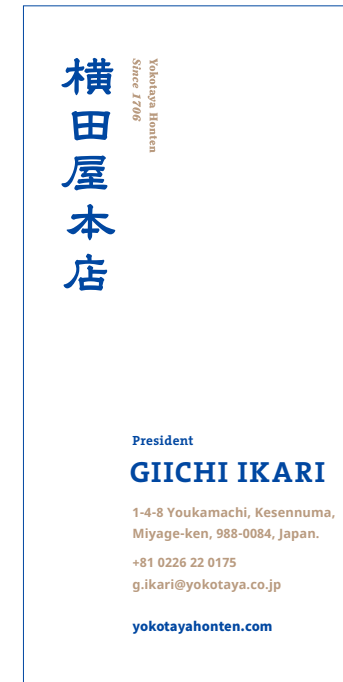 横田屋本店
Yokotaya Honten
Since 1706
President
GIICHI IKARI
1-4-8 Youkamachi, Kesennuma,
Miyage-ken, 988-0084, Japan.
+81 0226 22 0175
g.ikari@yokotaya.co.jp
yokotayahonten.com